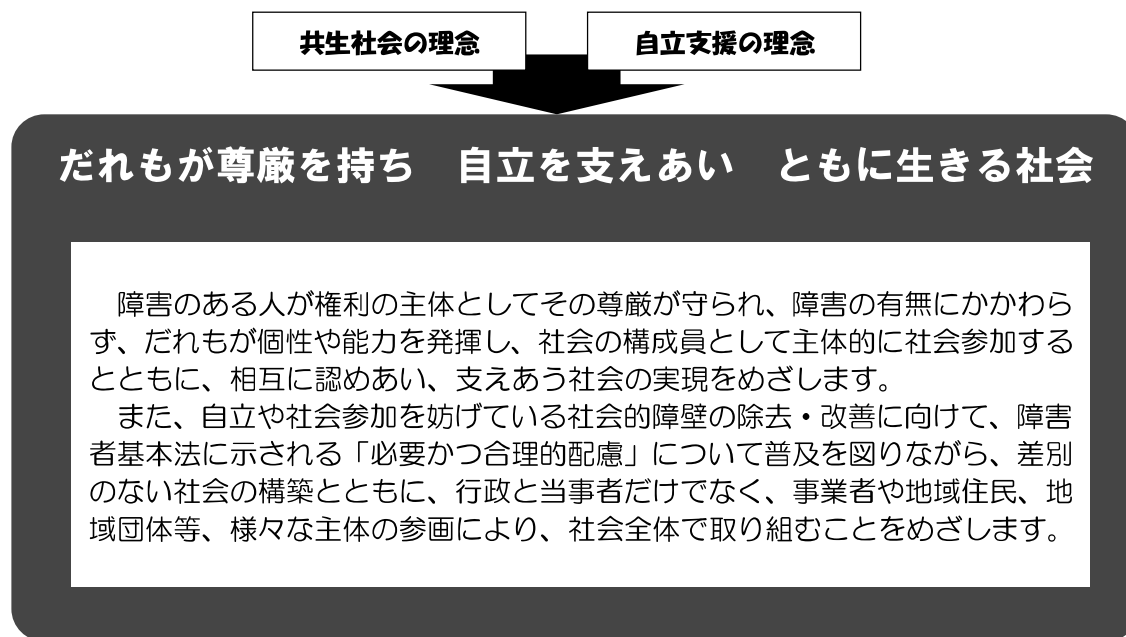 共生社会の理念
自立支援の理念
だれもが尊厳を持ち　自立を支えあい　ともに生きる社会
　障害のある人が権利の主体としてその尊厳が守られ、障害の有無にかかわら
ず、だれもが個性や能力を発揮し、社会の構成員として主体的に社会参加する
とともに、相互に認めあい、支えあう社会の実現をめざします。
　また、自立や社会参加を妨げている社会的障壁の除去・改善に向けて、障害
者基本法に示される「必要かつ合理的配慮」について普及を図りながら、差別
のない社会の構築とともに、行政と当事者だけでなく、事業者や地域住民、地
域団体等、様々な主体の参画により、社会全体で取り組むことをめざします。